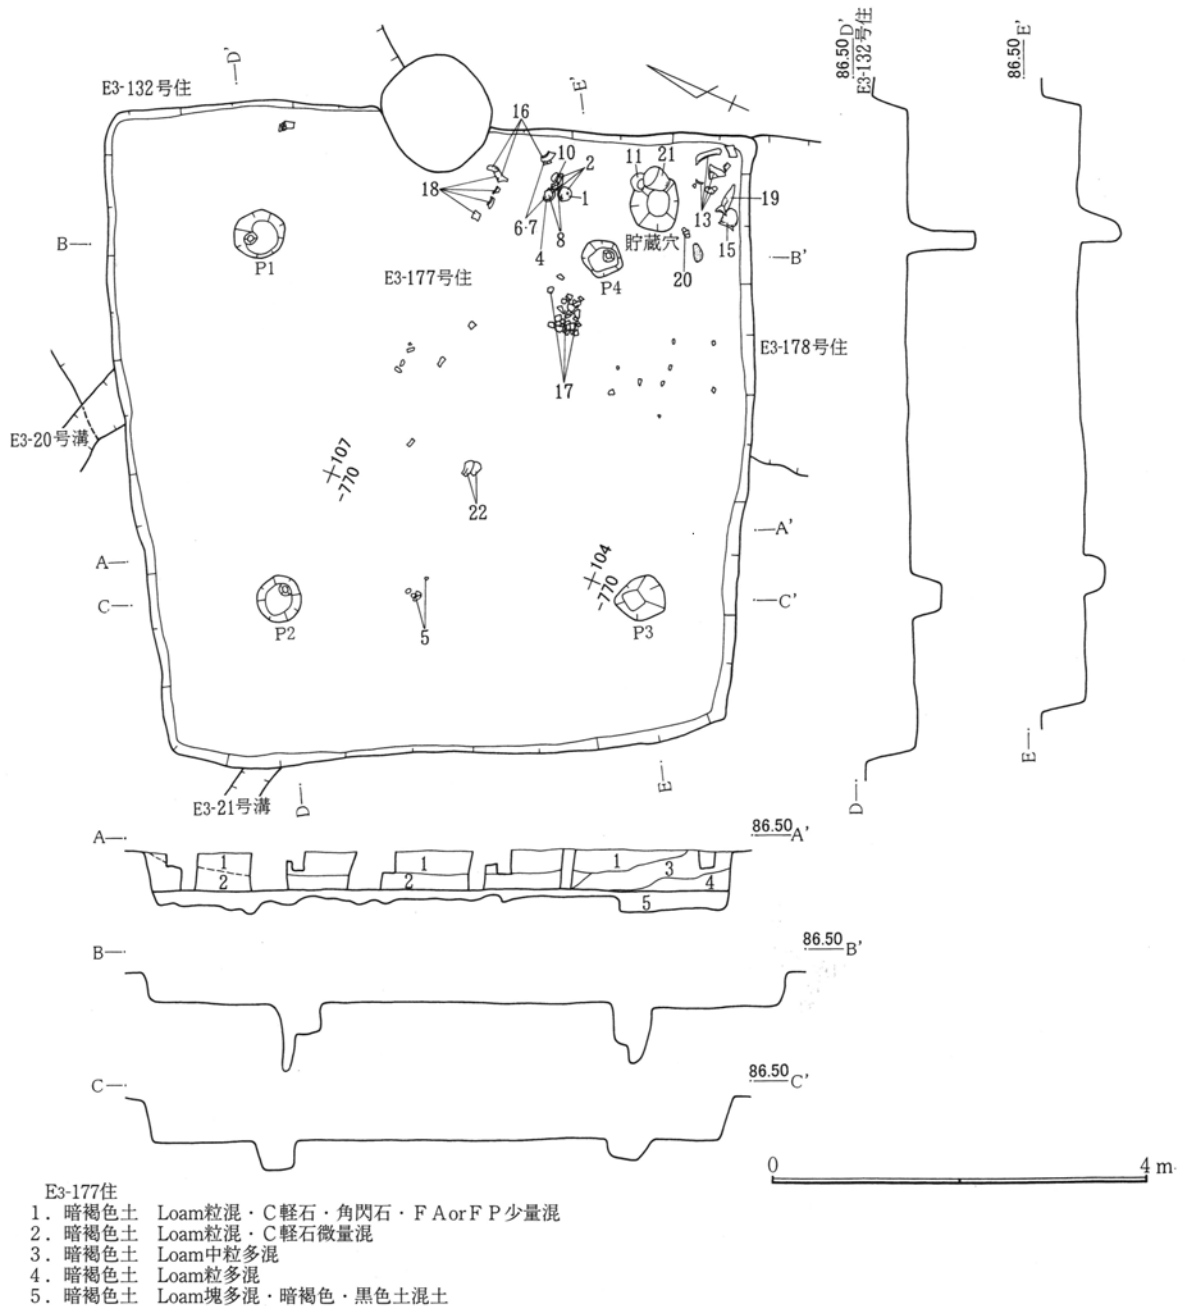 D'
E'
E3-132号住
16
10
2
11
21
18
1
19
13
6·7
8
4
貯蔵穴
15
20
B
B'
P1
P4
E3-177号住
17
E3-178号住
E3-20号溝
+107
-770
22
A
A'
+104
-770
C
C'
P2
5
P3
E3-21号溝
D
E
86.50 D'
E3-132号住
86.50 E'
D
E
A
86.50 A'
1
2
1
2
1
3
4
5
B
86.50 B'
C
86.50 C'
0
4 m
E3-177住
1．暗褐色土　Loam粒混・C軽石・角閃石・ＦAorＦＰ少量混
2．暗褐色土　Loam粒混・C軽石微量混
3．暗褐色土　Loam中粒多混
4．暗褐色土　Loam粒多混
5．暗褐色土　Loam塊多混・暗褐色・黒色土混土